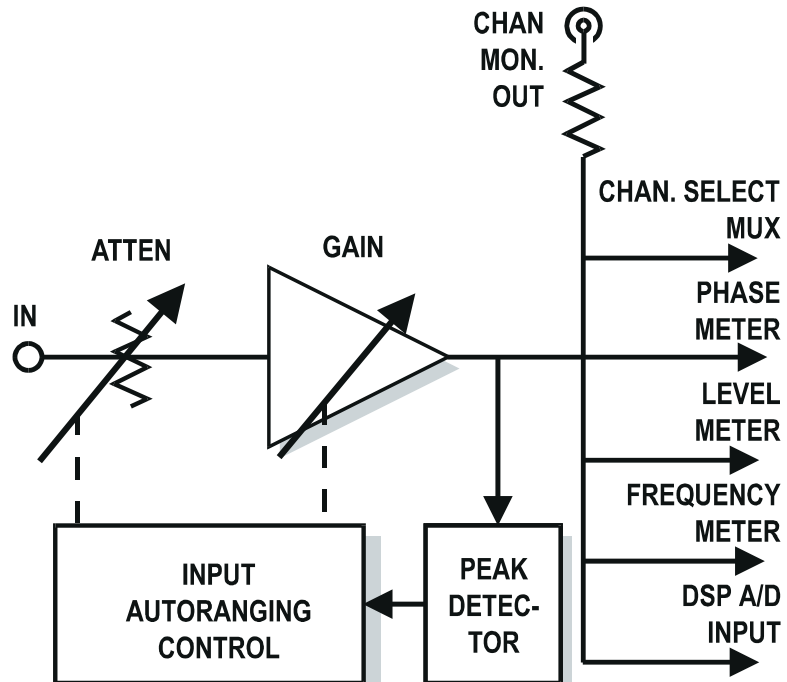 CHAN
MON.
OUT
CHAN. SELECT
MUX
ATTEN
GAIN
PHASE
METER
IN
LEVEL
METER
FREQUENCY
METER
INPUT
AUTORANGING
CONTROL
PEAK
DETEC-
TOR
DSP A/D
INPUT